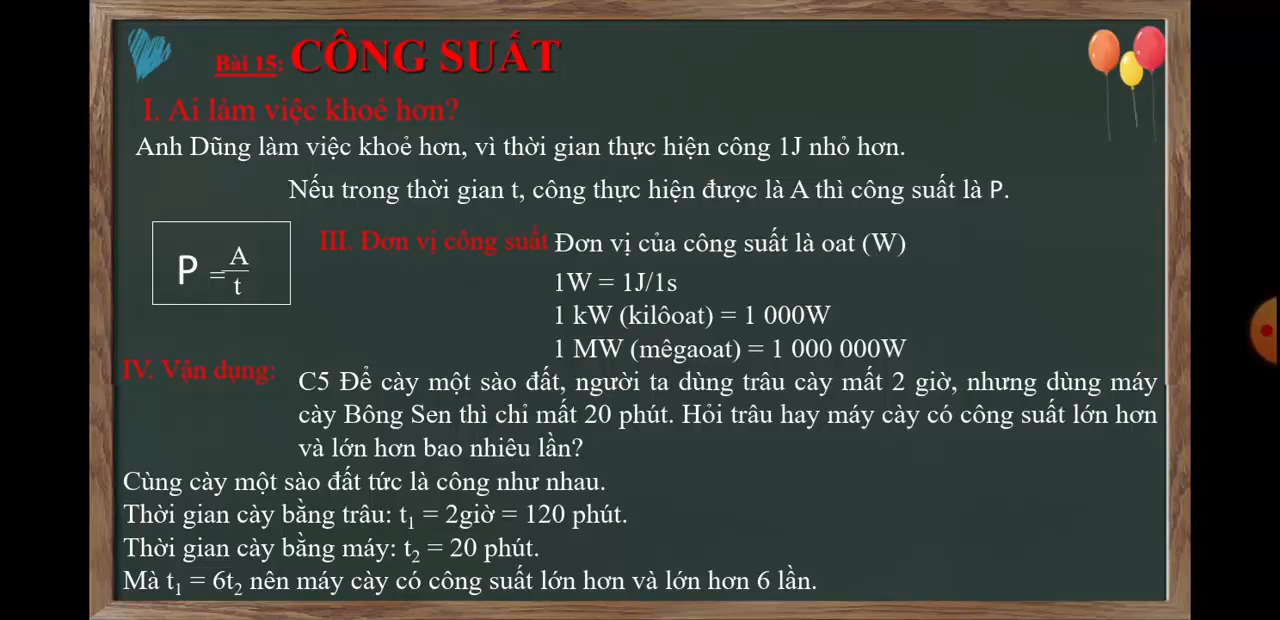 Bài 15: CÔNG SUẤT
I. Ai làm việc khoẻ hơn?
Anh Dũng làm việc khoẻ hơn, vì thời gian thực hiện công 1J nhỏ hơn.
Nếu trong thời gian t, công thực hiện được là A thì công suất là P.
P = A/t
III. Đơn vị công suất Đơn vị của công suất là oat (W)
1W = 1J/1s
1 kW (kilôoat) = 1 000W
1 MW (mêgaoat) = 1 000 000W
IV. Vận dụng:
C5 Để cày một sào đất, người ta dùng trâu cày mất 2 giờ, nhưng dùng máy
cày Bông Sen thì chỉ mất 20 phút. Hỏi trâu hay máy cày có công suất lớn hơn
và lớn hơn bao nhiêu lần?
Cùng cày một sào đất tức là công như nhau.
Thời gian cày bằng trâu: t₁ = 2giờ = 120 phút.
Thời gian cày bằng máy: t₂ = 20 phút.
Mà t₁ = 6t₂ nên máy cày có công suất lớn hơn và lớn hơn 6 lần.